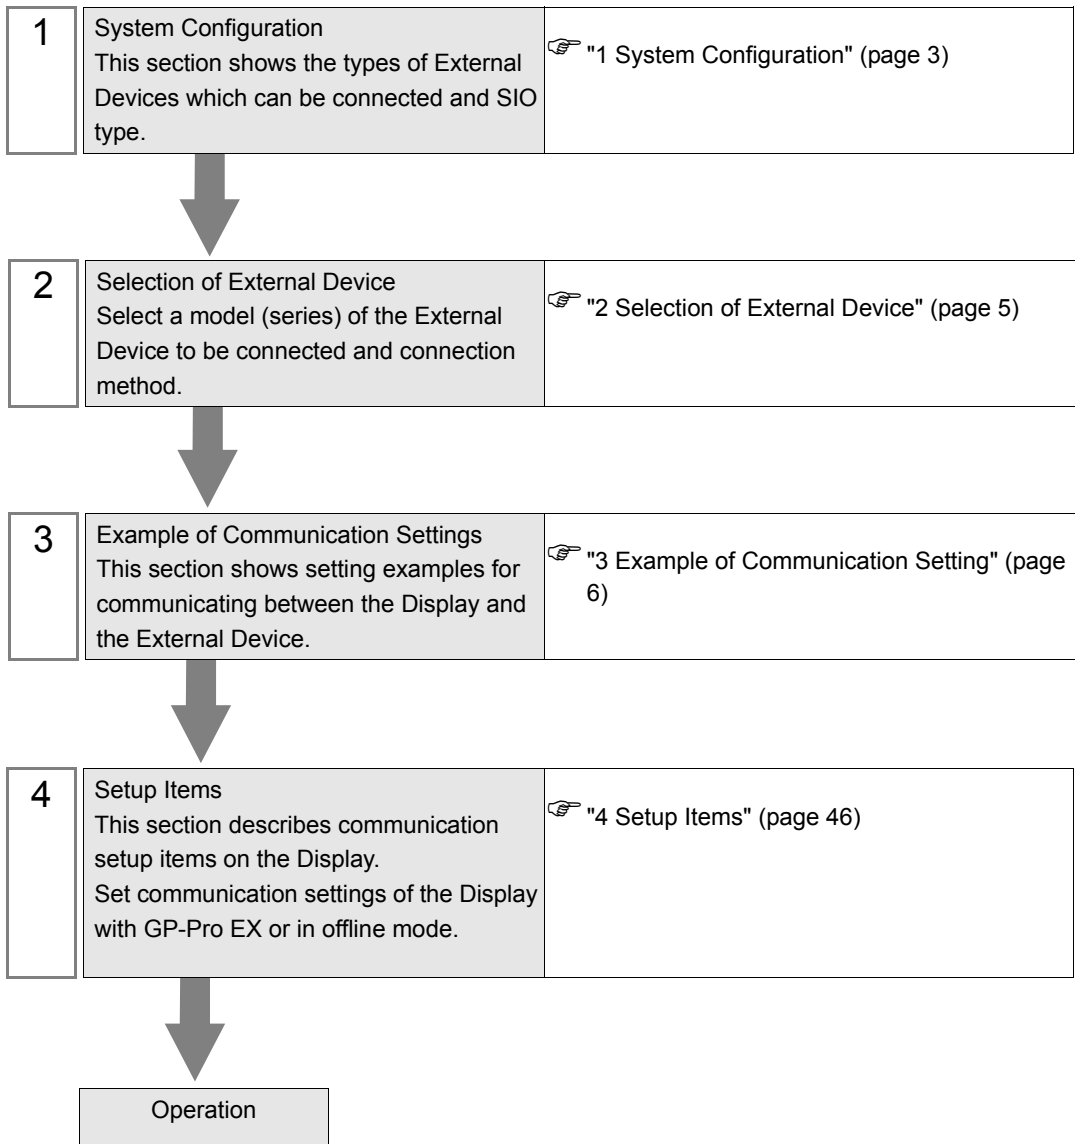 1
System Configuration
This section shows the types of External
Devices which can be connected and SIO
type.
"1 System Configuration" (page 3)
2
Selection of External Device
Select a model (series) of the External
Device to be connected and connection
method.
"2 Selection of External Device" (page 5)
3
Example of Communication Settings
This section shows setting examples for
communicating between the Display and
the External Device.
"3 Example of Communication Setting" (page
6)
4
Setup Items
This section describes communication
setup items on the Display.
Set communication settings of the Display
with GP-Pro EX or in offline mode.
"4 Setup Items" (page 46)
Operation